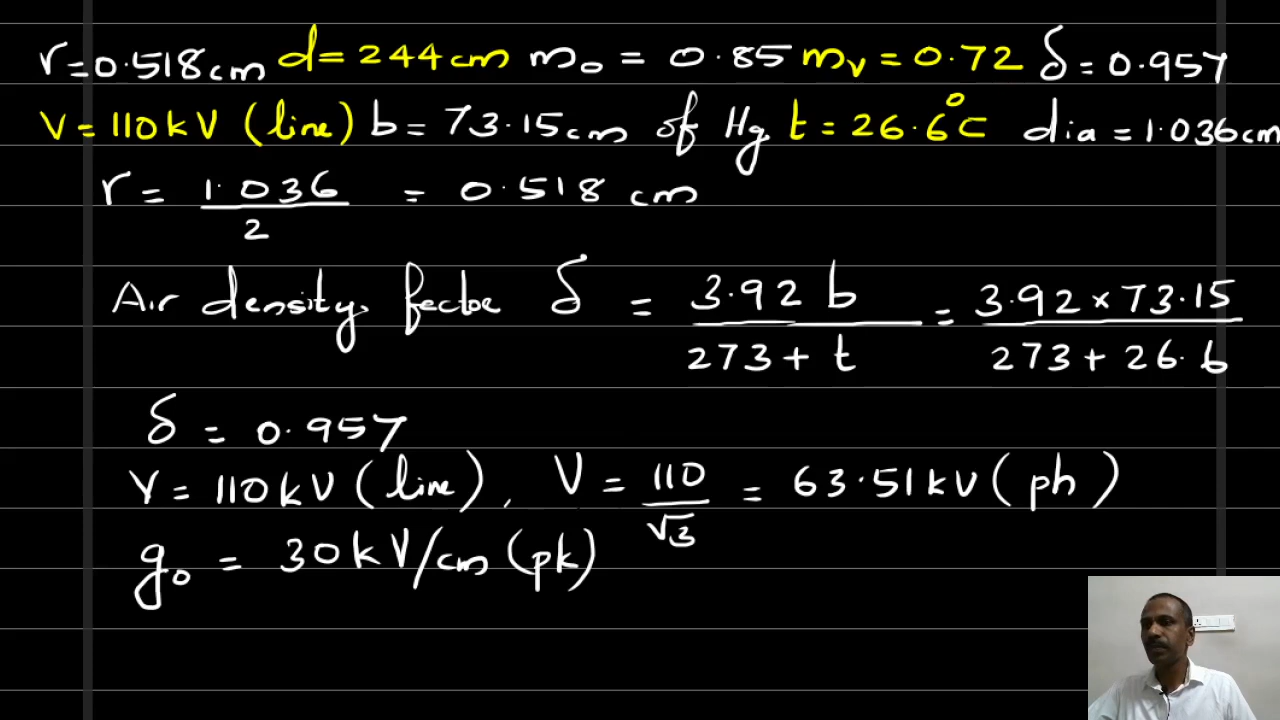 r=0.518cm d=244cm m₀ = 0.85 mᵥ = 0.72 δ=0.957
V=110kV (line) b=73.15cm of Hg t=26.6°C dia=1.036cm
r = 1.036/2 = 0.518 cm
Air density factor δ = 3.92 b/273+t = 3.92×73.15/273+26.6
δ = 0.957
V=110kV (line), V = 110/√3 = 63.51kV (ph)
g₀ = 30kV/cm (pk)